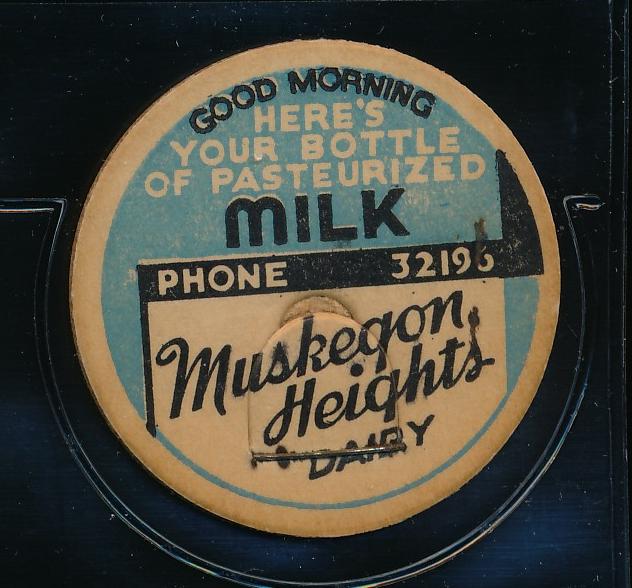 GOOD MORNING
HERE'S
YOUR BOTTLE
OF PASTEURIZED
MILK
PHONE 32196
Muskegon
Heights
DAIRY